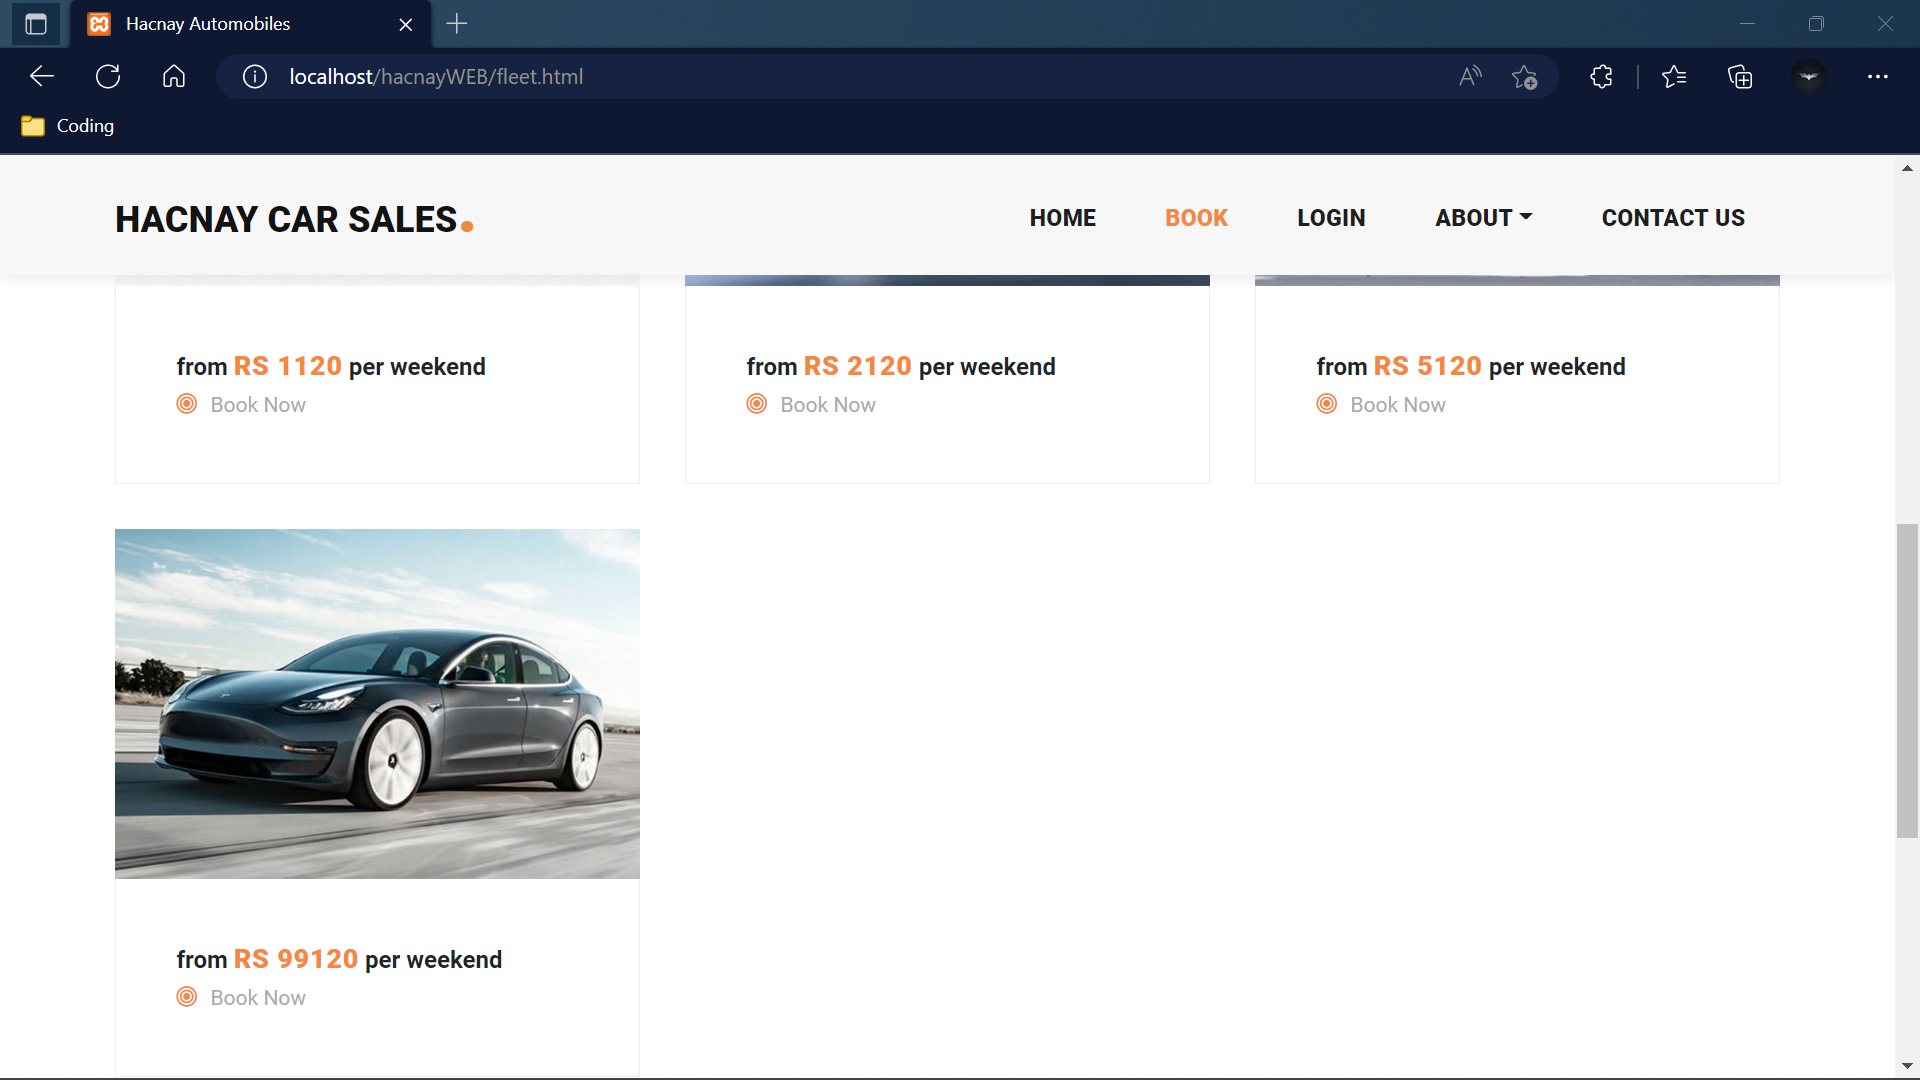 Hacnay Automobiles
localhost/hacnayWEB/fleet.html
Coding
HACNAY CAR SALES.
HOME BOOK LOGIN ABOUT CONTACT US
from RS 1120 per weekend
Book Now
from RS 2120 per weekend
Book Now
from RS 5120 per weekend
Book Now
from RS 99120 per weekend
Book Now